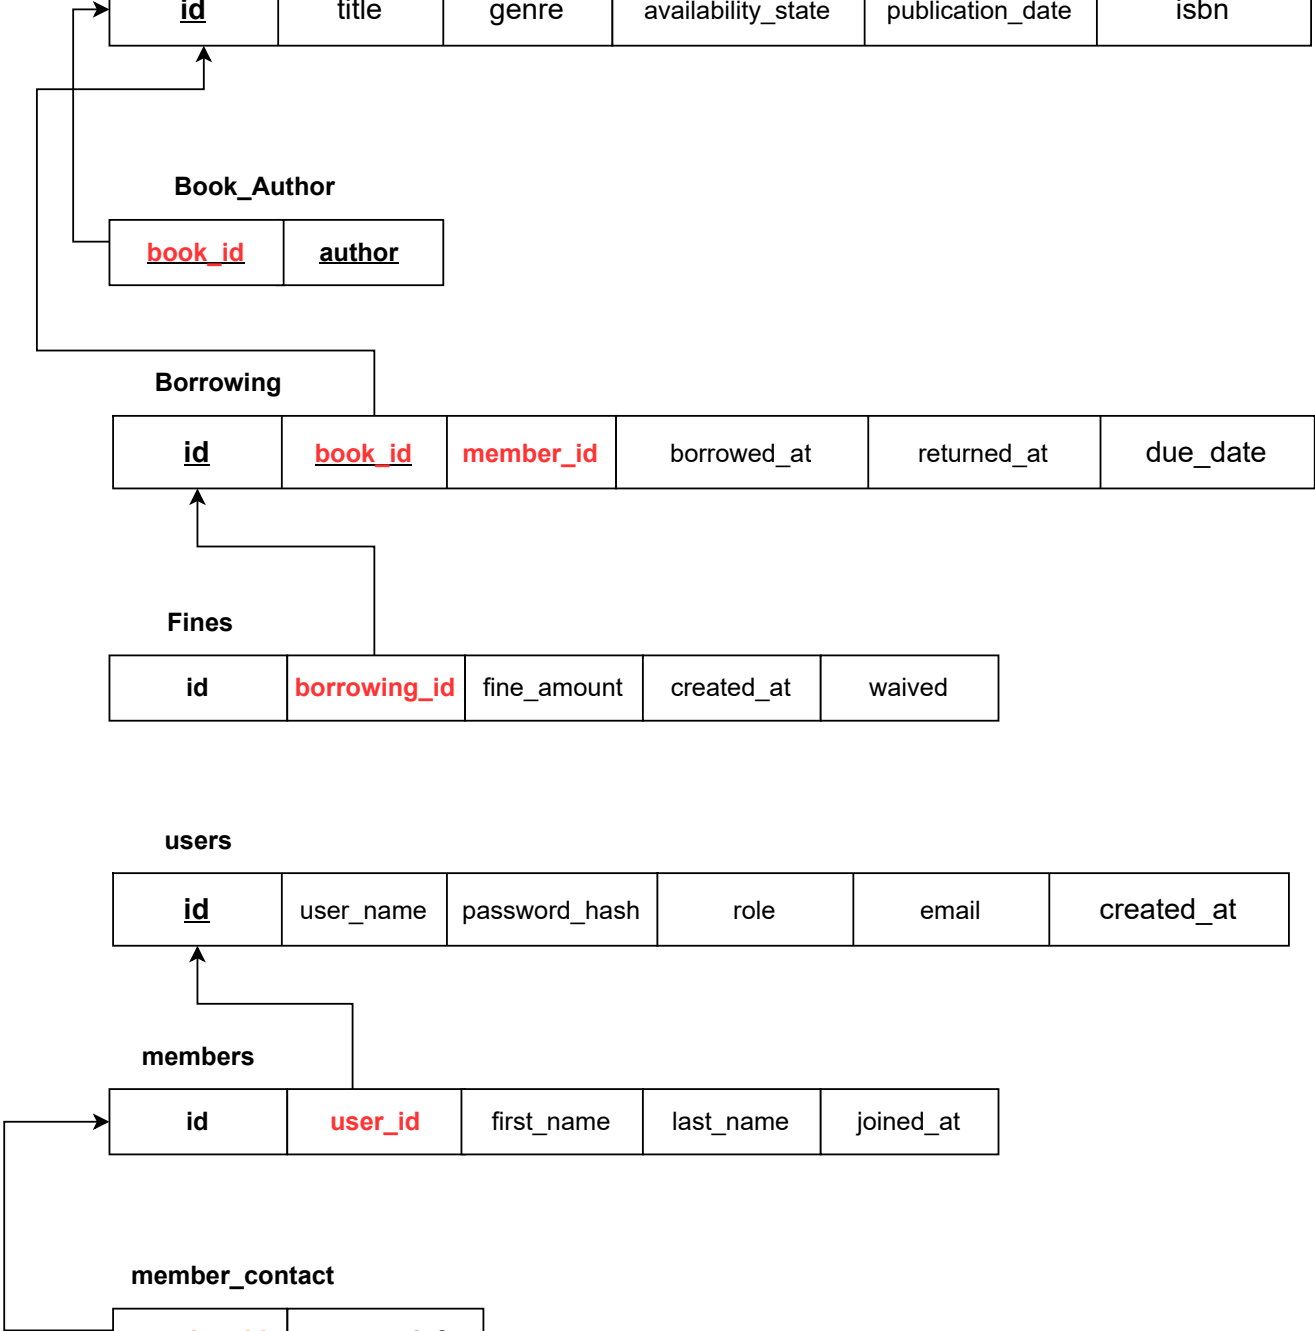 id title genre availability_state publication_date isbn
Book_Author
book_id author
Borrowing
id book_id member_id borrowed_at returned_at due_date
Fines
id borrowing_id fine_amount created_at waived
users
id user_name password_hash role email created_at
members
id user_id first_name last_name joined_at
member_contact